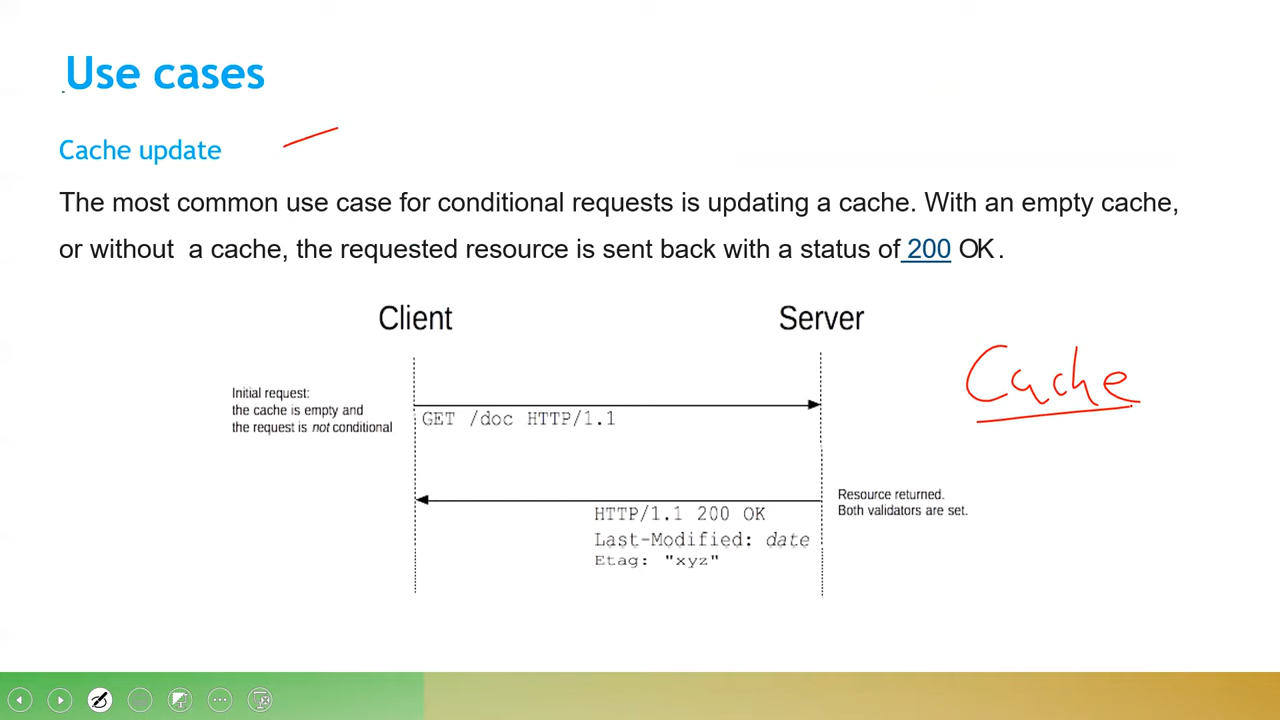 Use cases
Cache update
The most common use case for conditional requests is updating a cache. With an empty cache,
or without a cache, the requested resource is sent back with a status of 200 OK.
Client
Server
Initial request:
the cache is empty and
the request is not conditional
GET /doc HTTP/1.1
Cache
HTTP/1.1 200 OK
Last-Modified: date
Etag: "xyz"
Resource returned.
Both validators are set.